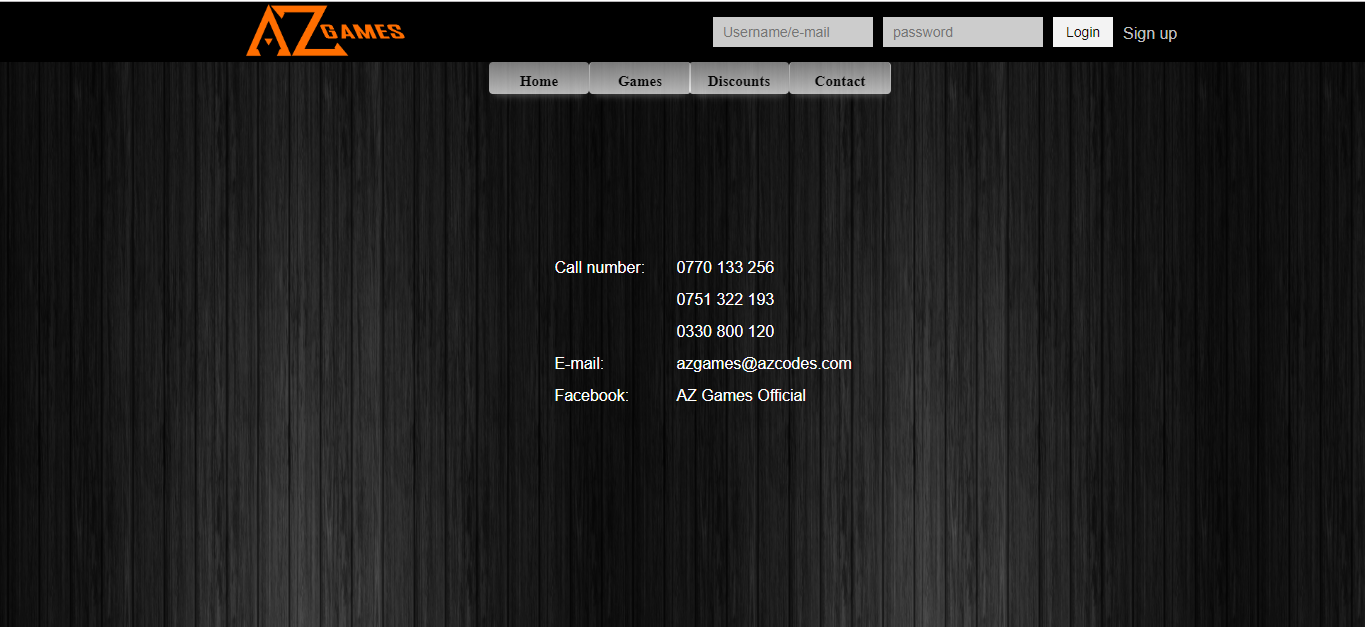 AZ GAMES
Username/e-mail password Login Sign up
Home Games Discounts Contact
Call number: 0770 133 256
0751 322 193
0330 800 120
E-mail: azgames@azcodes.com
Facebook: AZ Games Official